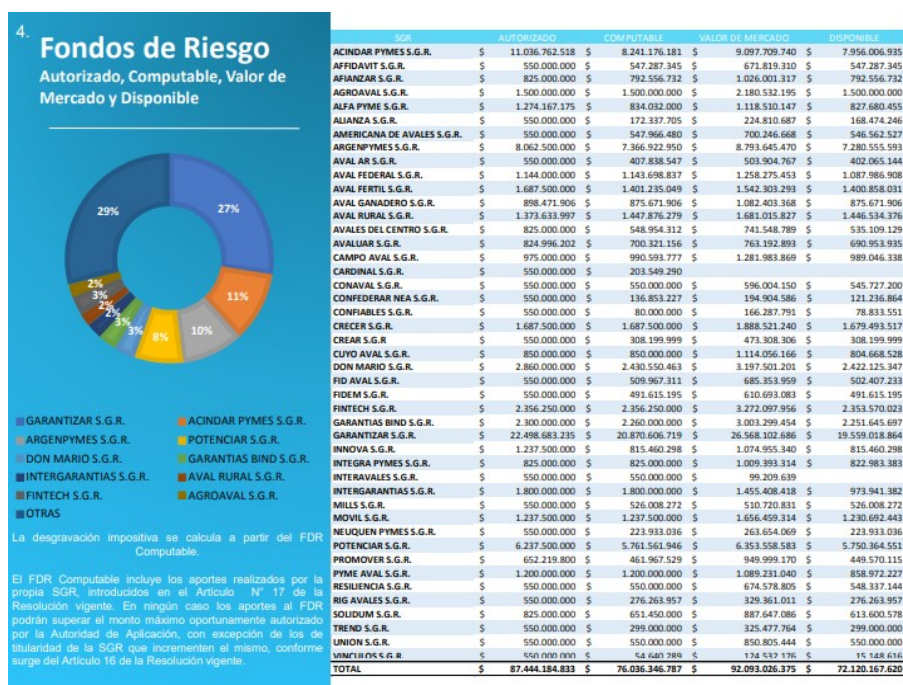 4.
Fondos de Riesgo
Autorizado, Computable, Valor de
Mercado y Disponible
29%
27%
11%
10%
8%
3%
3%
2%
2%
3%
2%
GARANTIZAR S.G.R. ACINDAR PYMES S.G.R.
ARGENPYMES S.G.R. POTENCIAR S.G.R.
DON MARIO S.G.R. GARANTIAS BIND S.G.R.
INTERGARANTIAS S.G.R. AVAL RURAL S.G.R.
FINTECH S.G.R. AGROAVAL S.G.R.
OTRAS
La desgravación impositiva se calcula a partir del FDR
Computable.
El FDR Computable incluye los aportes realizados por la
propia SGR, introducidos en el Artículo N° 17 de la
Resolución vigente. En ningún caso los aportes al FDR
podrán superar el monto máximo oportunamente autorizado
por la Autoridad de Aplicación, con excepción de los de
titularidad de la SGR que incrementen el mismo, conforme
surge del Artículo 16 de la Resolución vigente.
SGR AUTORIZADO COMPUTABLE VALOR DE MERCADO DISPONIBLE
ACINDAR PYMES S.G.R. $ 11.036.762.518 $ 8.241.176.181 $ 9.097.709.740 $ 7.956.006.935
AFFIDAVIT S.G.R. $ 550.000.000 $ 547.287.345 $ 671.819.310 $ 547.287.345
AFIANZAR S.G.R. $ 825.000.000 $ 792.556.732 $ 1.026.001.317 $ 792.556.732
AGROAVAL S.G.R. $ 1.500.000.000 $ 1.500.000.000 $ 2.180.532.195 $ 1.500.000.000
ALFA PYME S.G.R. $ 1.274.167.175 $ 834.032.000 $ 1.118.510.147 $ 827.680.455
ALIANZA S.G.R. $ 550.000.000 $ 172.337.705 $ 224.810.687 $ 168.474.246
AMERICANA DE AVALES S.G.R. $ 550.000.000 $ 547.966.480 $ 700.246.668 $ 546.562.527
ARGENPYMES S.G.R. $ 8.062.500.000 $ 7.366.922.950 $ 8.793.645.470 $ 7.280.555.593
AVAL AR S.G.R. $ 550.000.000 $ 407.838.547 $ 503.904.767 $ 402.065.144
AVAL FEDERAL S.G.R. $ 1.144.000.000 $ 1.143.698.837 $ 1.258.275.453 $ 1.087.986.908
AVAL FERTIL S.G.R. $ 1.687.500.000 $ 1.401.235.049 $ 1.542.303.293 $ 1.400.858.031
AVAL GANADERO S.G.R. $ 898.471.906 $ 875.671.906 $ 1.082.403.368 $ 875.671.906
AVAL RURAL S.G.R. $ 1.373.633.997 $ 1.447.876.279 $ 1.681.015.827 $ 1.446.534.376
AVALES DEL CENTRO S.G.R. $ 825.000.000 $ 548.954.312 $ 741.548.789 $ 535.109.129
AVALUAR S.G.R. $ 824.996.202 $ 700.321.156 $ 763.192.893 $ 690.953.935
CAMPO AVAL S.G.R. $ 975.000.000 $ 990.593.777 $ 1.281.983.869 $ 989.046.338
CARDINAL S.G.R. $ 550.000.000 $ 203.549.290
CONAVAL S.G.R. $ 550.000.000 $ 550.000.000 $ 596.004.150 $ 545.727.200
CONFEDERAR NEA S.G.R. $ 550.000.000 $ 136.853.227 $ 194.904.586 $ 121.236.864
CONFIABLES S.G.R. $ 550.000.000 $ 80.000.000 $ 166.287.791 $ 78.833.551
CRECER S.G.R. $ 1.687.500.000 $ 1.687.500.000 $ 1.888.521.240 $ 1.679.493.517
CREAR S.G.R $ 550.000.000 $ 308.199.999 $ 473.308.306 $ 308.199.999
CUYO AVAL S.G.R. $ 850.000.000 $ 850.000.000 $ 1.114.056.166 $ 804.668.528
DON MARIO S.G.R. $ 2.860.000.000 $ 2.430.550.463 $ 3.197.501.201 $ 2.422.125.347
FID AVAL S.G.R. $ 550.000.000 $ 509.967.311 $ 685.353.959 $ 502.407.233
FIDEM S.G.R. $ 550.000.000 $ 491.615.195 $ 610.693.083 $ 491.615.195
FINTECH S.G.R. $ 2.356.250.000 $ 2.356.250.000 $ 3.272.097.956 $ 2.353.570.023
GARANTIAS BIND S.G.R. $ 2.300.000.000 $ 2.260.000.000 $ 3.003.299.454 $ 2.251.645.697
GARANTIZAR S.G.R. $ 22.498.683.235 $ 20.870.606.719 $ 26.568.102.686 $ 19.559.018.864
INNOVA S.G.R. $ 1.237.500.000 $ 815.460.298 $ 1.074.955.340 $ 815.460.298
INTEGRA PYMES S.G.R. $ 825.000.000 $ 825.000.000 $ 1.009.393.314 $ 822.983.383
INTERAVALES S.G.R. $ 550.000.000 $ 550.000.000 $ 99.209.639
INTERGARANTIAS S.G.R. $ 1.800.000.000 $ 1.800.000.000 $ 1.455.408.418 $ 973.941.382
MILLS S.G.R. $ 550.000.000 $ 526.008.272 $ 510.720.831 $ 526.008.272
MOVIL S.G.R. $ 1.237.500.000 $ 1.237.500.000 $ 1.656.459.314 $ 1.230.692.443
NEUQUEN PYMES S.G.R. $ 550.000.000 $ 223.933.036 $ 263.654.069 $ 223.933.036
POTENCIAR S.G.R. $ 6.237.500.000 $ 5.761.561.946 $ 6.353.558.583 $ 5.750.364.551
PROMOVER S.G.R. $ 652.219.800 $ 461.967.529 $ 949.999.170 $ 449.570.115
PYME AVAL S.G.R. $ 1.200.000.000 $ 1.200.000.000 $ 1.089.231.040 $ 858.972.227
RESILIENCIA S.G.R. $ 550.000.000 $ 550.000.000 $ 674.578.805 $ 548.337.144
RIG AVALES S.G.R. $ 550.000.000 $ 276.263.957 $ 329.361.011 $ 276.263.957
SOLIDUM S.G.R. $ 825.000.000 $ 651.450.000 $ 887.647.086 $ 613.600.578
TREND S.G.R. $ 550.000.000 $ 299.000.000 $ 325.477.764 $ 299.000.000
UNION S.G.R. $ 550.000.000 $ 550.000.000 $ 850.805.444 $ 550.000.000
VINCULOS S.G.R. $ 550.000.000 $ 54.640.289 $ 124.532.176 $ 15.148.616
TOTAL $ 87.444.184.833 $ 76.036.346.787 $ 92.093.026.375 $ 72.120.167.620